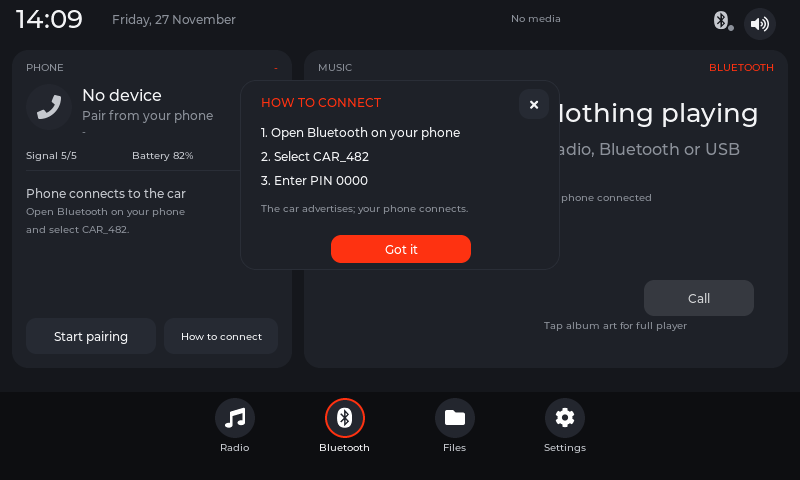 14:09
Friday, 27 November
No media
PHONE
-
No device
Pair from your phone
-
Signal 5/5
Battery 82%
Phone connects to the car
Open Bluetooth on your phone
and select CAR_482.
Start pairing
How to connect
HOW TO CONNECT
1. Open Bluetooth on your phone
2. Select CAR_482
3. Enter PIN 0000
The car advertises; your phone connects.
Got it
MUSIC
BLUETOOTH
playing
Bluetooth or USB
phone connected
Call
Tap album art for full player
Radio
Bluetooth
Files
Settings